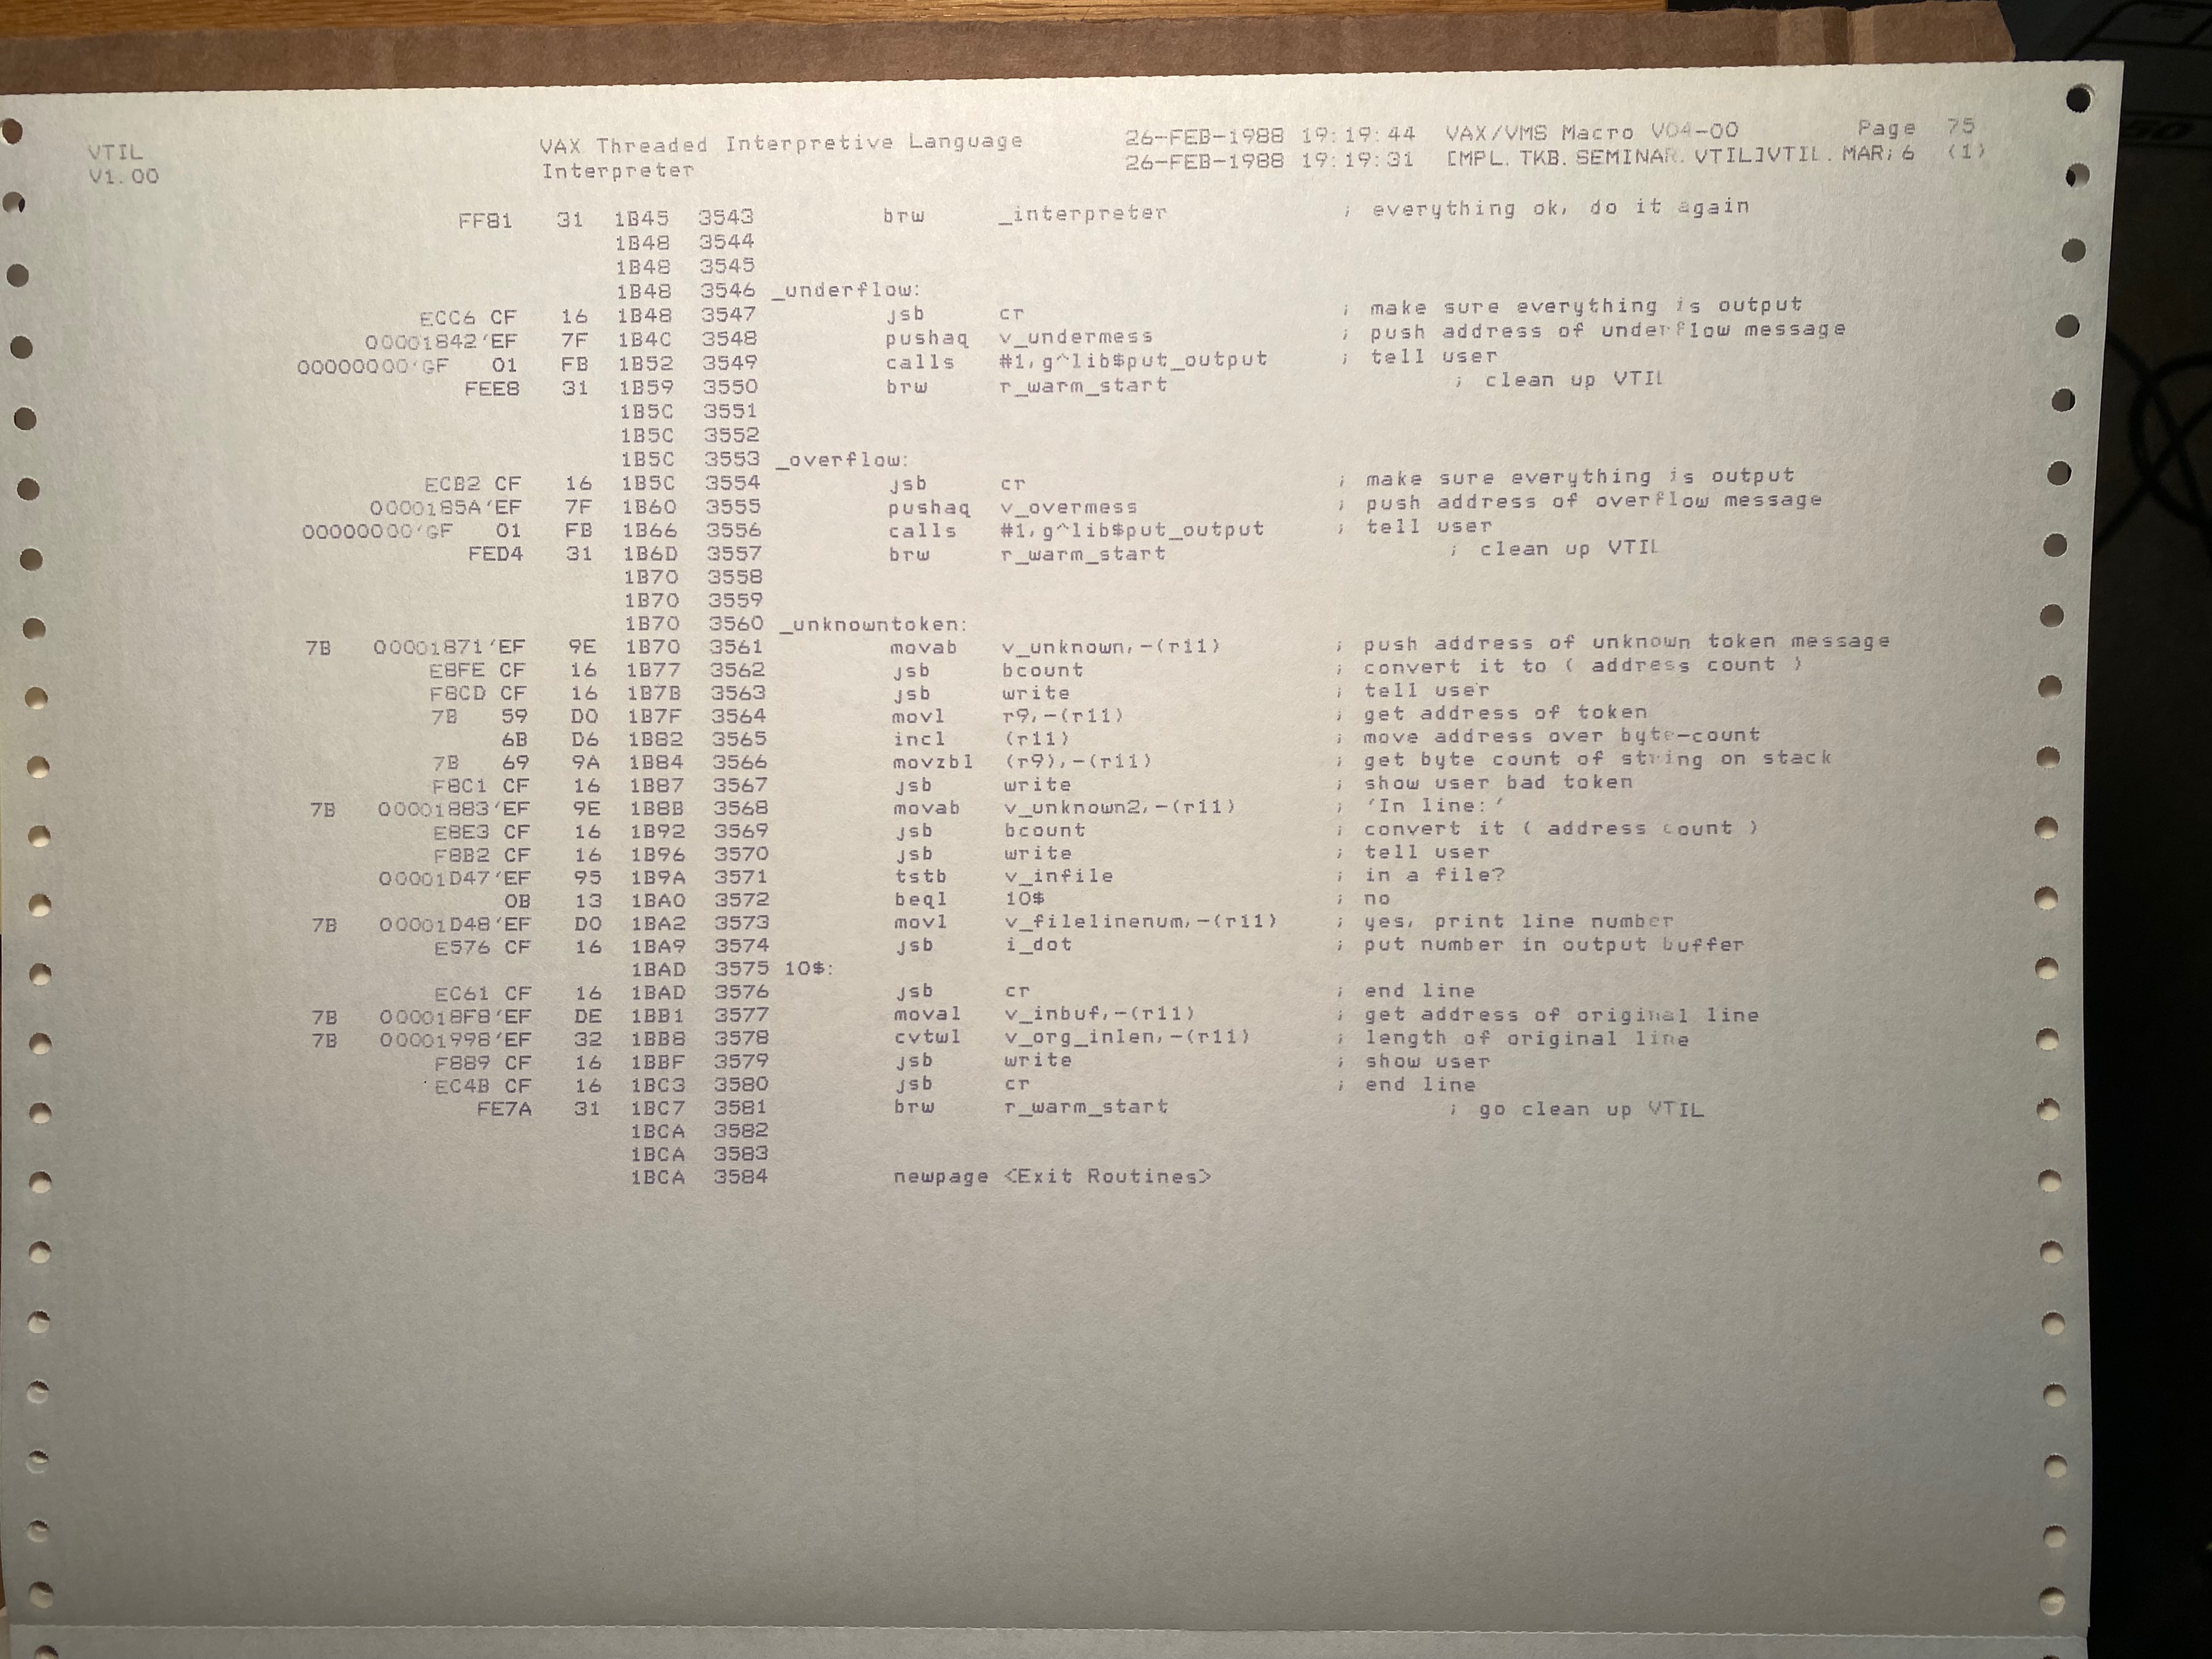 VTIL VAX Threaded Interpretive Language 26-FEB-1988 19:19:44 VAX/VMS Macro V04-00 Page 75
V1.00 Interpreter 26-FEB-1988 19:19:31 [MPL.TKB.SEMINAR.VTIL]VTIL.MAR;6 (1)
FF81 31 1B45 3543 brw _interpreter ; everything ok, do it again
1B48 3544
1B48 3545
1B48 3546 _underflow:
ECC6 CF 16 1B48 3547 jsb cr ; make sure everything is output
00001842'EF 7F 1B4C 3548 pushaq v_undermess ; push address of underflow message
00000000'GF 01 FB 1B52 3549 calls #1,g^lib$put_output ; tell user
FEE8 31 1B59 3550 brw r_warm_start ; clean up VTIL
1B5C 3551
1B5C 3552
1B5C 3553 _overflow:
ECB2 CF 16 1B5C 3554 jsb cr ; make sure everything is output
0000185A'EF 7F 1B60 3555 pushaq v_overmess ; push address of overflow message
00000000'GF 01 FB 1B66 3556 calls #1,g^lib$put_output ; tell user
FED4 31 1B6D 3557 brw r_warm_start ; clean up VTIL
1B70 3558
1B70 3559
1B70 3560 _unknowntoken:
7B 00001871'EF 9E 1B70 3561 movab v_unknown,-(r11) ; push address of unknown token message
E8FE CF 16 1B77 3562 jsb bcount ; convert it to ( address count )
F8CD CF 16 1B7B 3563 jsb write ; tell user
7B 59 D0 1B7F 3564 movl r9,-(r11) ; get address of token
6B D6 1B82 3565 incl (r11) ; move address over byte-count
7B 69 9A 1B84 3566 movzbl (r9),-(r11) ; get byte count of string on stack
F8C1 CF 16 1B87 3567 jsb write ; show user bad token
7B 00001883'EF 9E 1B8B 3568 movab v_unknown2,-(r11) ; 'In line:'
E8E3 CF 16 1B92 3569 jsb bcount ; convert it ( address count )
F8B2 CF 16 1B96 3570 jsb write ; tell user
00001D47'EF 95 1B9A 3571 tstb v_infile ; in a file?
0B 13 1BA0 3572 beql 10$ ; no
7B 00001D48'EF D0 1BA2 3573 movl v_filelinenum,-(r11) ; yes, print line number
E576 CF 16 1BA9 3574 jsb i_dot ; put number in output buffer
1BAD 3575 10$:
EC61 CF 16 1BAD 3576 jsb cr ; end line
7B 000018F8'EF DE 1BB1 3577 moval v_inbuf,-(r11) ; get address of original line
7B 00001998'EF 32 1BB8 3578 cvtwl v_org_inlen,-(r11) ; length of original line
F889 CF 16 1BBF 3579 jsb write ; show user
EC4B CF 16 1BC3 3580 jsb cr ; end line
FE7A 31 1BC7 3581 brw r_warm_start ; go clean up VTIL
1BCA 3582
1BCA 3583
1BCA 3584 newpage <Exit Routines>